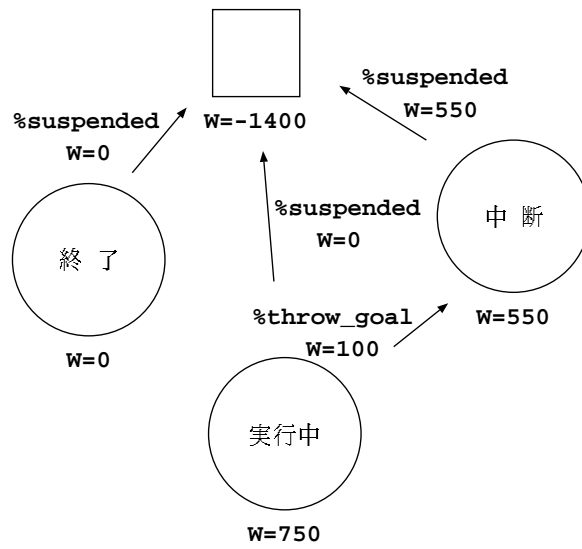 W=-1400
%suspended
W=0
%suspended
W=550
終 了
W=0
%suspended
W=0
中 断
W=550
%throw_goal
W=100
実行中
W=750